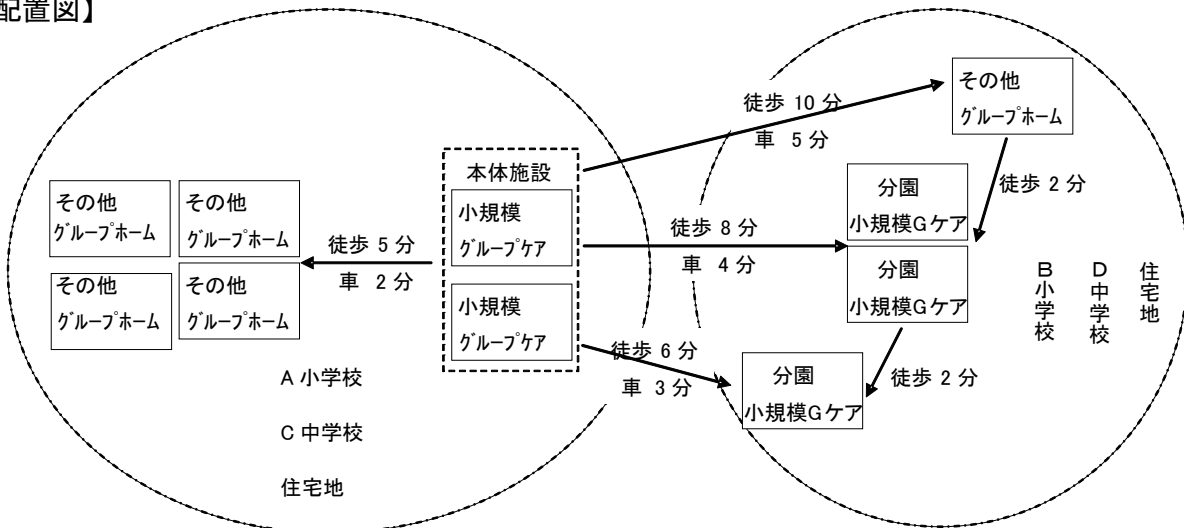 配置図】
その他
グループホーム
その他
グループホーム
その他
グループホーム
その他
グループホーム
徒歩 5 分
車 2 分
本体施設
小規模
グループケア
小規模
グループケア
A 小学校
C 中学校
住宅地
徒歩 10 分
車 5 分
徒歩 8 分
車 4 分
徒歩 6 分
車 3 分
その他
グループホーム
徒歩 2 分
分園
小規模Gケア
分園
小規模Gケア
徒歩 2 分
分園
小規模Gケア
B小学校
D中学校
住宅地